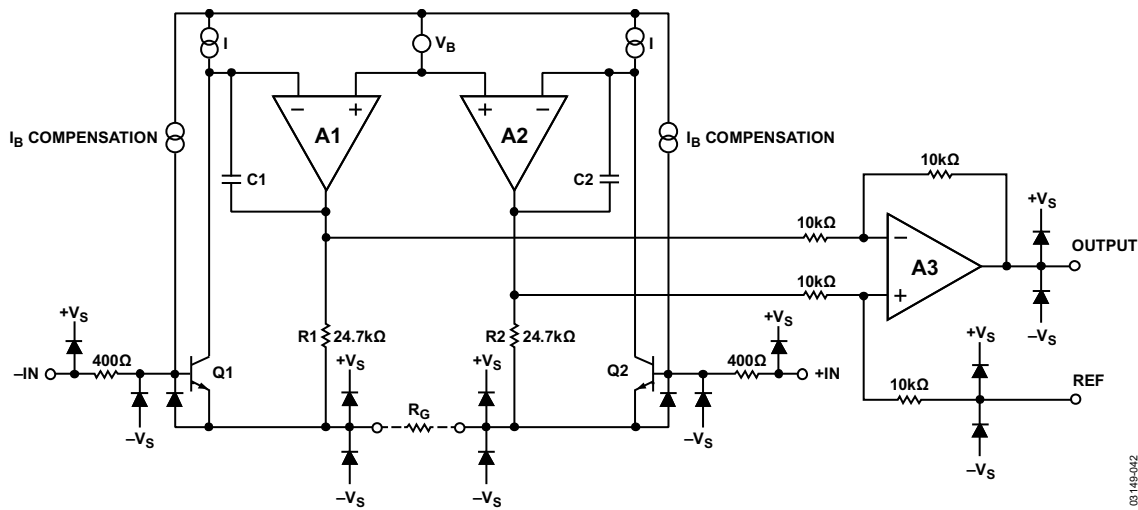 I
V_B
I
− +
+ −
A1
A2
I_B COMPENSATION
I_B COMPENSATION
C1
C2
10kΩ
+V_S
10kΩ
−
OUTPUT
A3
10kΩ
+
−V_S
+V_S
R1 24.7kΩ
R2 24.7kΩ
+V_S
400Ω
−IN
Q1
+V_S
+V_S
Q2
400Ω
+IN
+V_S
10kΩ
REF
−V_S
R_G
−V_S
−V_S
−V_S
−V_S
03149-042